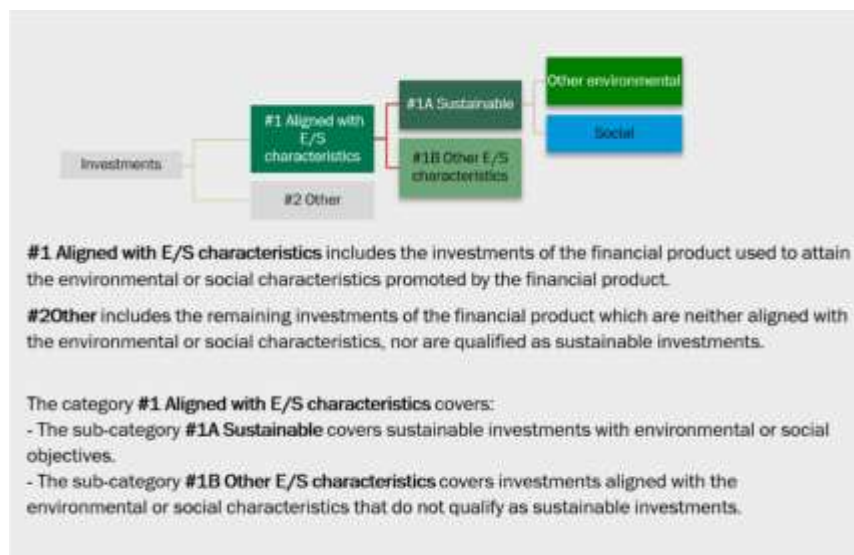 Other environmental
#1A Sustainable
#1 Aligned with
E/S
characteristics
Social
#1B Other E/S
characteristics
Investments
#2 Other
#1 Aligned with E/S characteristics includes the investments of the financial product used to attain
the environmental or social characteristics promoted by the financial product.
#2Other includes the remaining investments of the financial product which are neither aligned with
the environmental or social characteristics, nor are qualified as sustainable investments.
The category #1 Aligned with E/S characteristics covers:
- The sub-category #1A Sustainable covers sustainable investments with environmental or social
objectives.
- The sub-category #1B Other E/S characteristics covers investments aligned with the
environmental or social characteristics that do not qualify as sustainable investments.